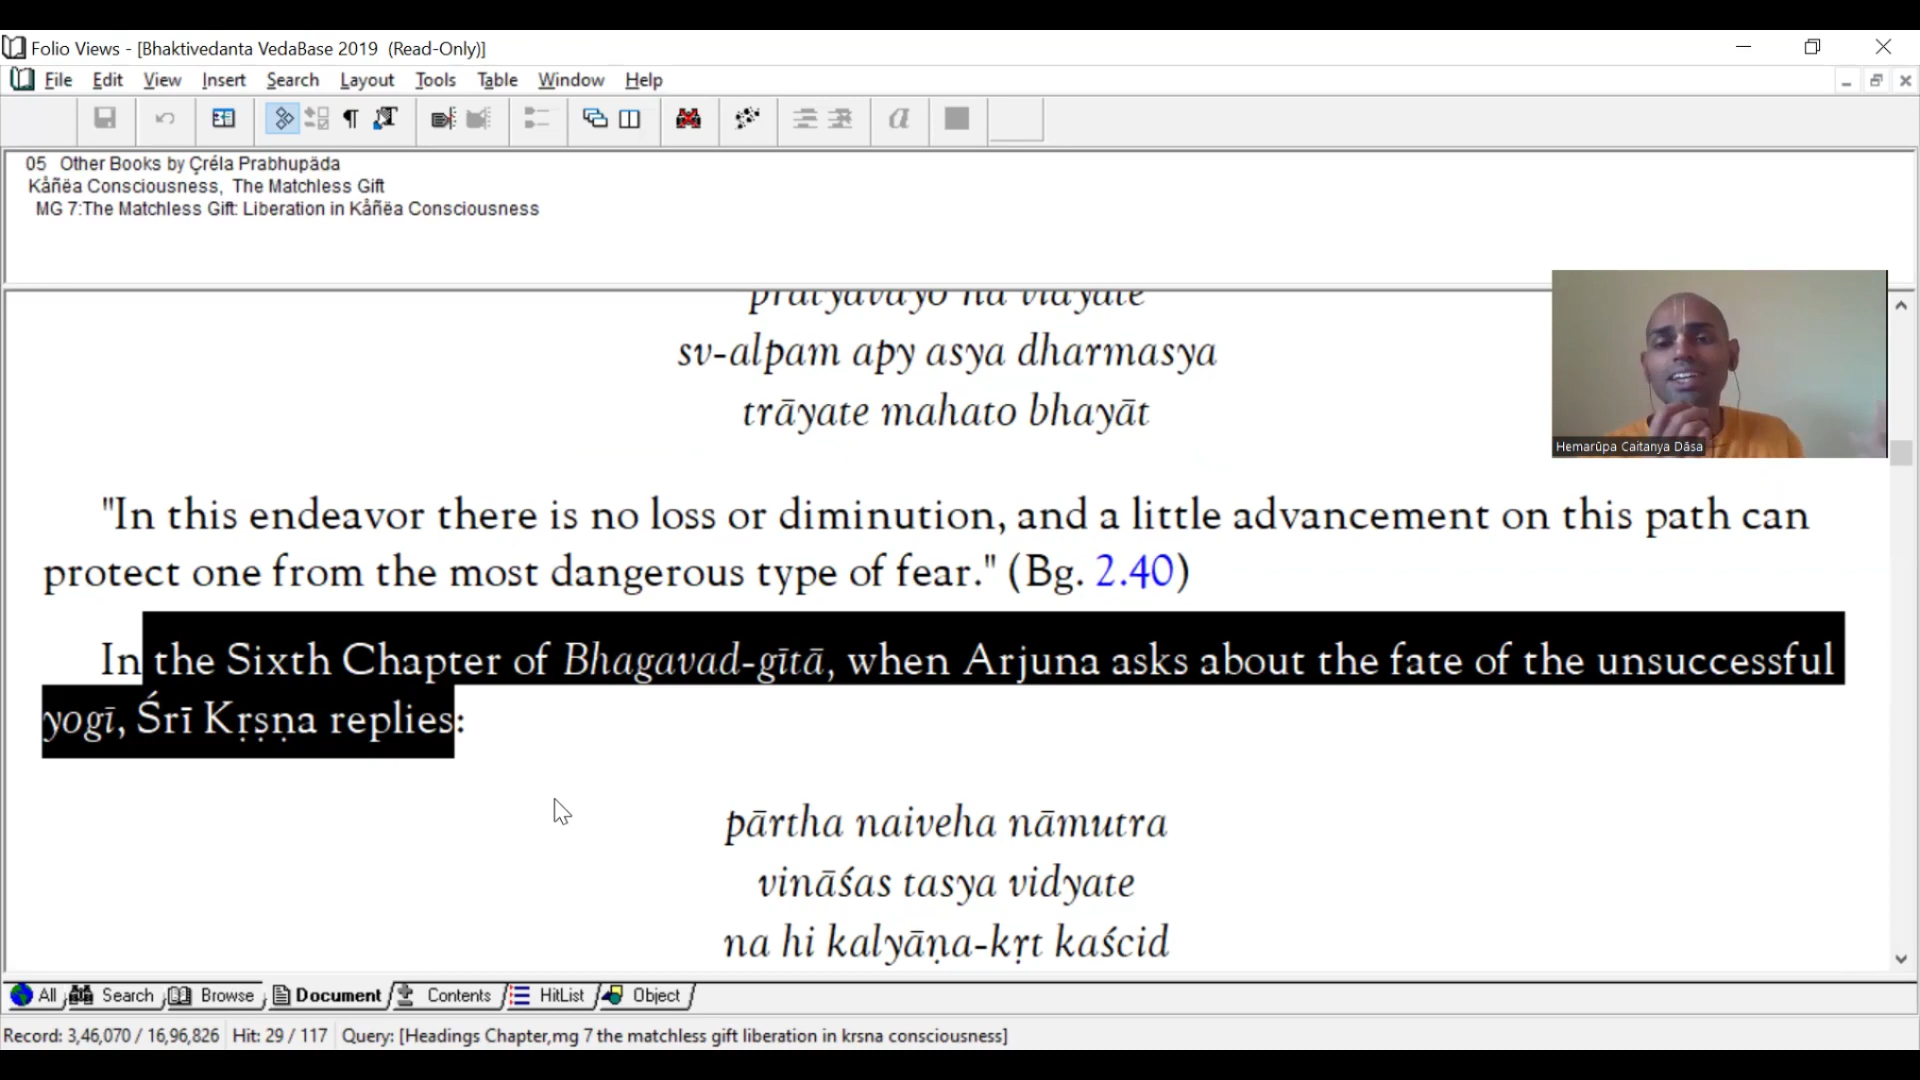 Folio Views - [Bhaktivedanta VedaBase 2019 (Read-Only)]
File Edit View Insert Search Layout Tools Table Window Help
05 Other Books by Çréla Prabhupäda
Kåñëa Consciousness, The Matchless Gift
MG 7:The Matchless Gift: Liberation in Kåñëa Consciousness
pratyavāyo na vidyate
sv-alpam apy asya dharmasya
trāyate mahato bhayāt
Hemarūpa Caitanya Dāsa
"In this endeavor there is no loss or diminution, and a little advancement on this path can
protect one from the most dangerous type of fear." (Bg. 2.40)
In the Sixth Chapter of Bhagavad-gītā, when Arjuna asks about the fate of the unsuccessful
yogī, Śrī Kṛṣṇa replies:
pārtha naiveha nāmutra
vināśas tasya vidyate
na hi kalyāṇa-kṛt kaścid
All Search Browse Document Contents HitList Object
Record: 3,46,070 / 16,96,826 Hit: 29 / 117 Query: [Headings Chapter,mg 7 the matchless gift liberation in krsna consciousness]